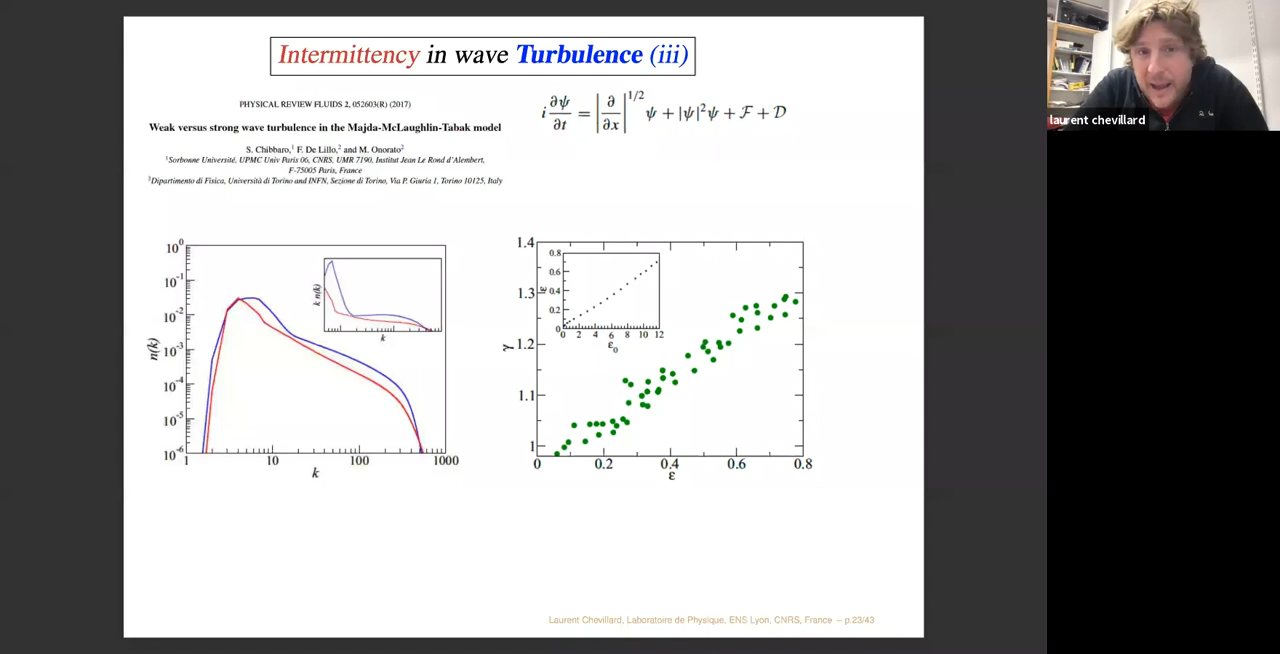 Intermittency in wave Turbulence (iii)
PHYSICAL REVIEW FLUIDS 2, 052603(R) (2017)
Weak versus strong wave turbulence in the Majda-McLaughlin-Tabak model
S. Chibbaro,¹ F. De Lillo,² and M. Onorato²
¹Sorbonne Université, UPMC Univ Paris 06, CNRS, UMR 7190, Institut Jean Le Rond d'Alembert,
F-75005 Paris, France
²Dipartimento di Fisica, Università di Torino and INFN, Sezione di Torino, Via P. Giuria 1, Torino 10125, Italy
i ∂ψ/∂t = |∂/∂x|^1/2 ψ + |ψ|²ψ + ℱ + 𝒟
10⁰
10⁻¹
10⁻²
10⁻³
10⁻⁴
10⁻⁵
10⁻⁶
n(k)
1 10 100 1000
k
k n(k)
k
1.4
1.3
1.2
1.1
1
γ
0 0.2 0.4 0.6 0.8
ε
0.8
0.6
0.4
0.2
0
ε
0 2 4 6 8 10 12
ε₀
laurent chevillard
Laurent Chevillard, Laboratoire de Physique, ENS Lyon, CNRS, France – p.23/43